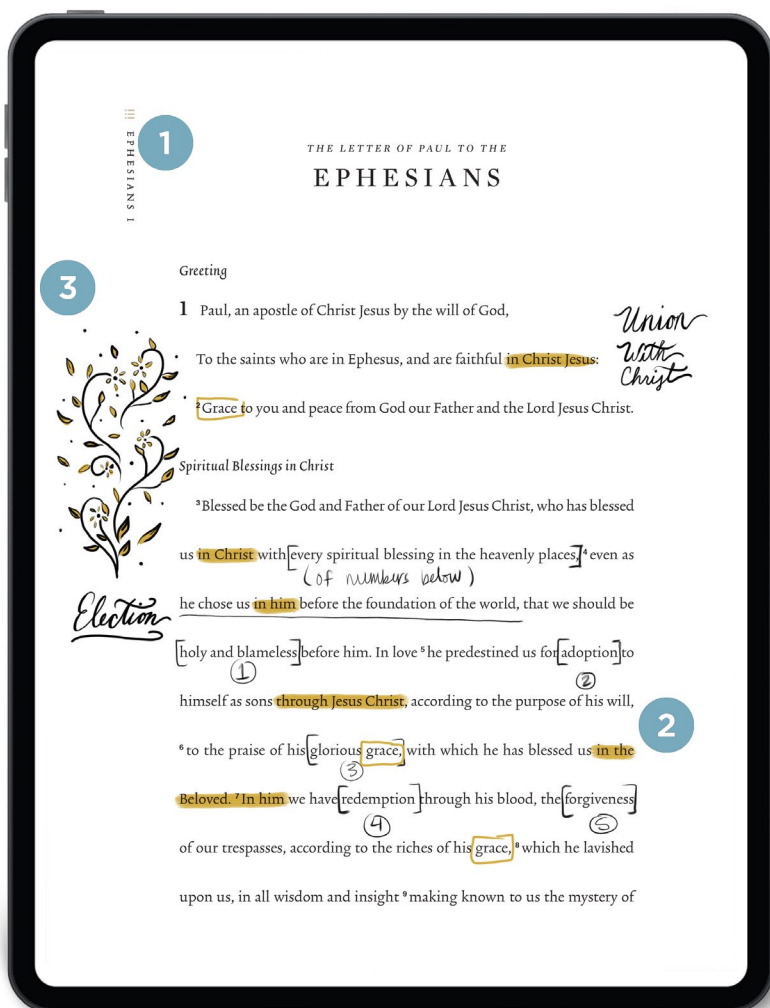 1
EPHESIANS 1
THE LETTER OF PAUL TO THE
EPHESIANS
3
Greeting
1 Paul, an apostle of Christ Jesus by the will of God,
Union
With
Christ
To the saints who are in Ephesus, and are faithful in Christ Jesus:
2 Grace to you and peace from God our Father and the Lord Jesus Christ.
Spiritual Blessings in Christ
3 Blessed be the God and Father of our Lord Jesus Christ, who has blessed
us in Christ with [every spiritual blessing in the heavenly places,] 4 even as
(of numbers below)
Election
he chose us in him before the foundation of the world, that we should be
[holy and blameless] before him. In love 5 he predestined us for [adoption] to
1
2
himself as sons through Jesus Christ, according to the purpose of his will,
2
6 to the praise of his [glorious grace,] with which he has blessed us in the
3
Beloved. 7 In him we have [redemption] through his blood, the [forgiveness]
4
5
of our trespasses, according to the riches of his grace, 8 which he lavished
upon us, in all wisdom and insight 9 making known to us the mystery of